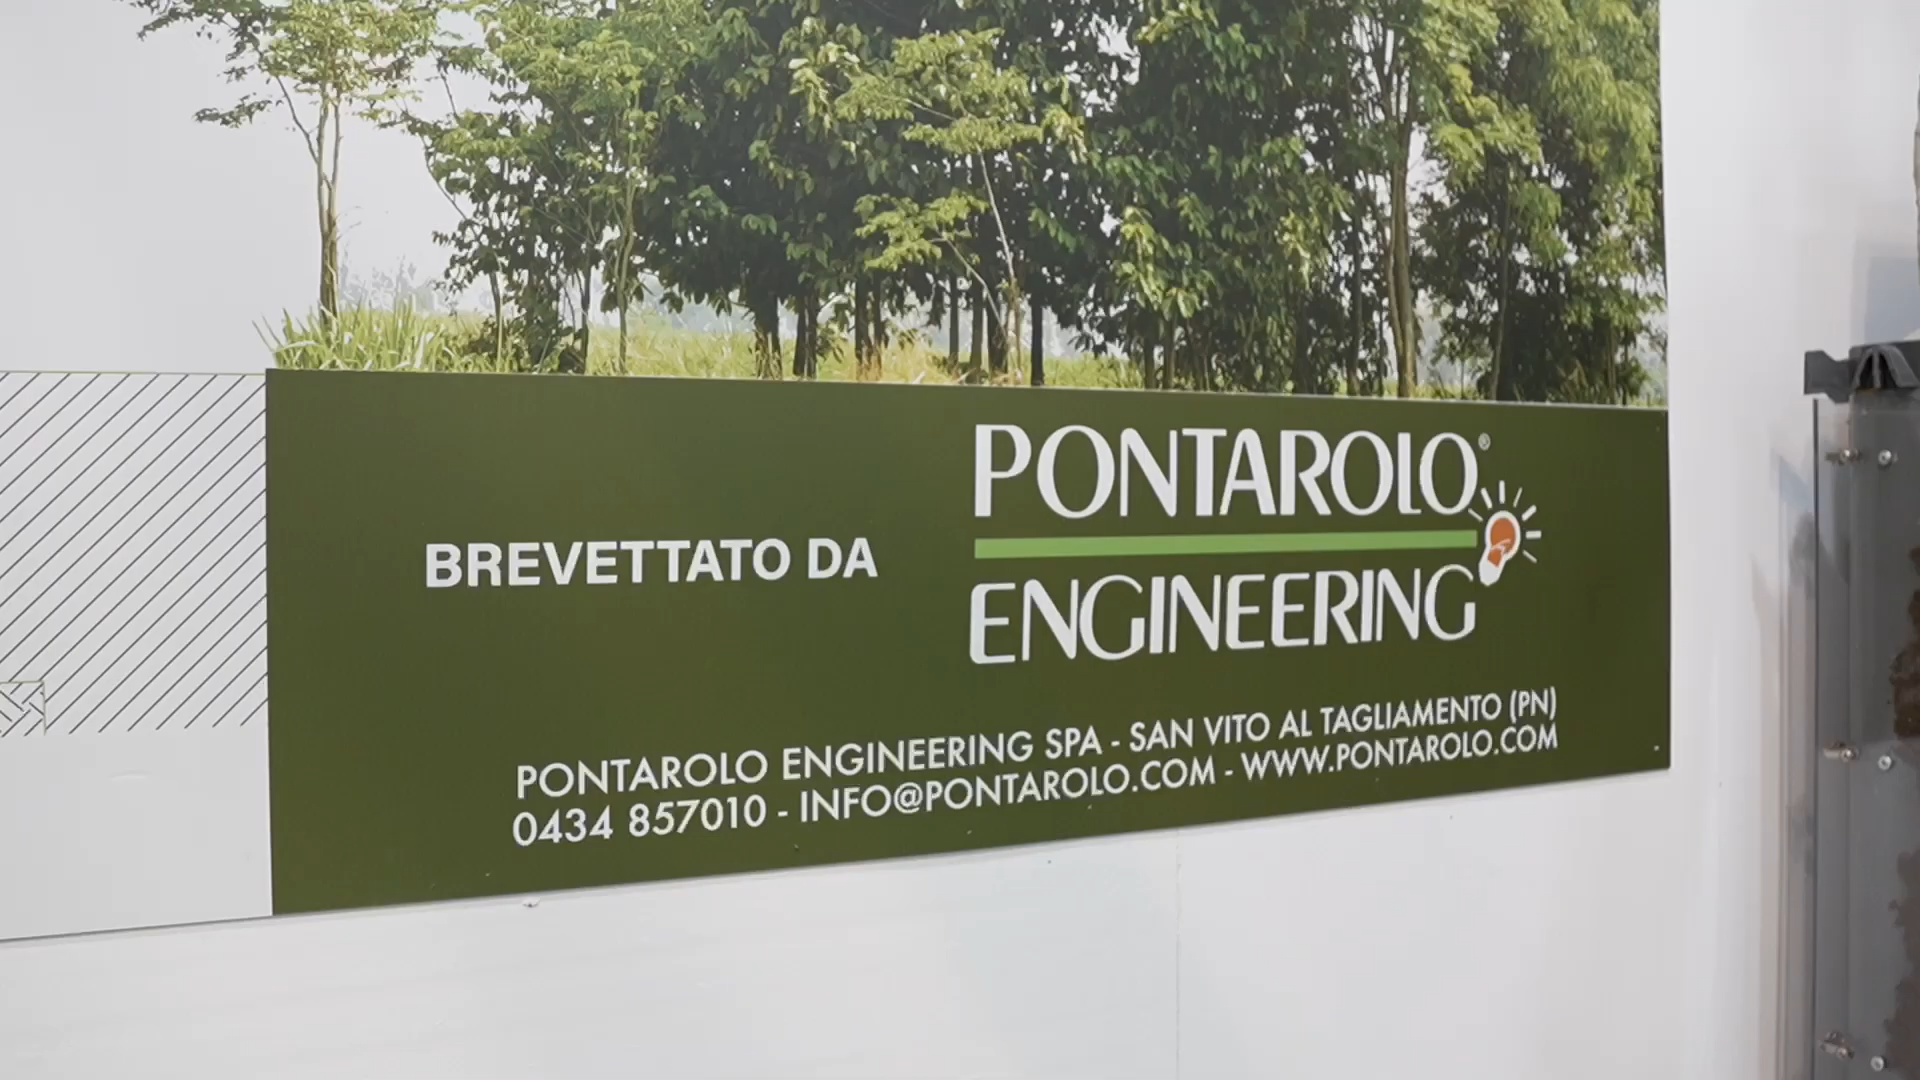 BREVETTATO DA
PONTAROLO®
ENGINEERING
PONTAROLO ENGINEERING SPA - SAN VITO AL TAGLIAMENTO (PN)
0434 857010 - INFO@PONTAROLO.COM - WWW.PONTAROLO.COM